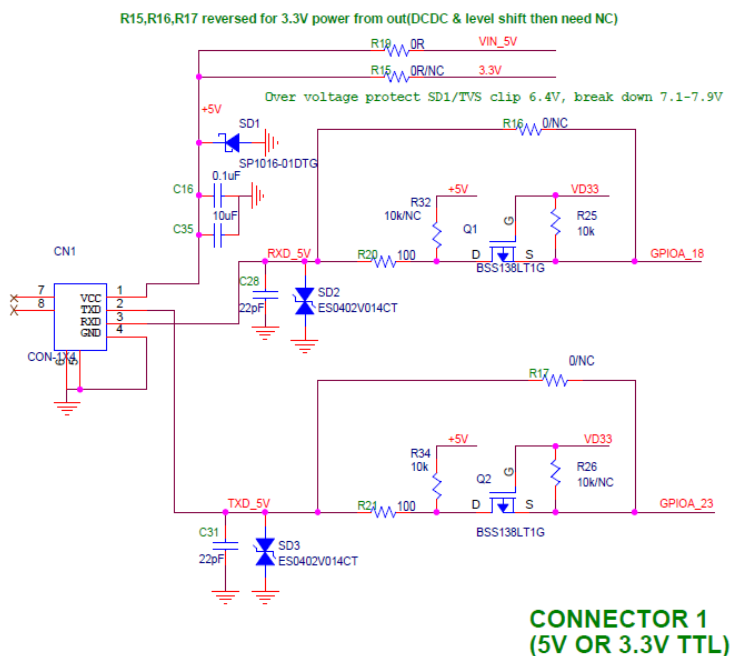 R15,R16,R17 reversed for 3.3V power from out(DCDC & level shift then need NC)
R19 0R VIN_5V
R15 0R/NC 3.3V
+5V
Over voltage protect SD1/TVS clip 6.4V, break down 7.1-7.9V
SD1
SP1016-01DTG
R16 0/NC
C16 0.1uF
10uF
C35
R32
10k/NC
+5V
Q1
G
VD33
R25
10k
CN1
RXD_5V
R20 100
D S
BSS138LT1G
GPIOA_18
C28
22pF
SD2
ES0402V014CT
7
8
VCC 1
TXD 2
RXD 3
GND 4
CON-1X4
6
5
0/NC
R17
+5V
R34
10k
Q2
G
VD33
R26
10k/NC
TXD_5V
R21 100
D S
BSS138LT1G
GPIOA_23
C31
22pF
SD3
ES0402V014CT
CONNECTOR 1
(5V OR 3.3V TTL)